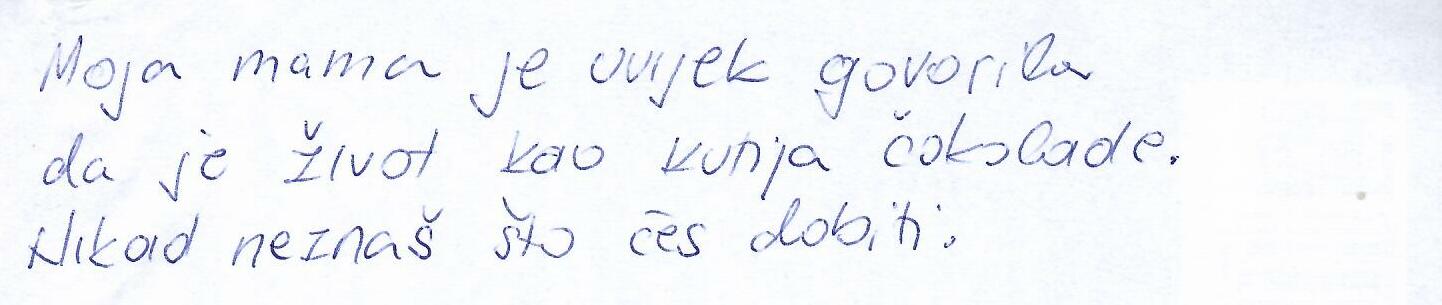 Moja mama je uvijek govorila
da je život kao kutija čokolade.
Nikad neznaš što ćes dobiti.